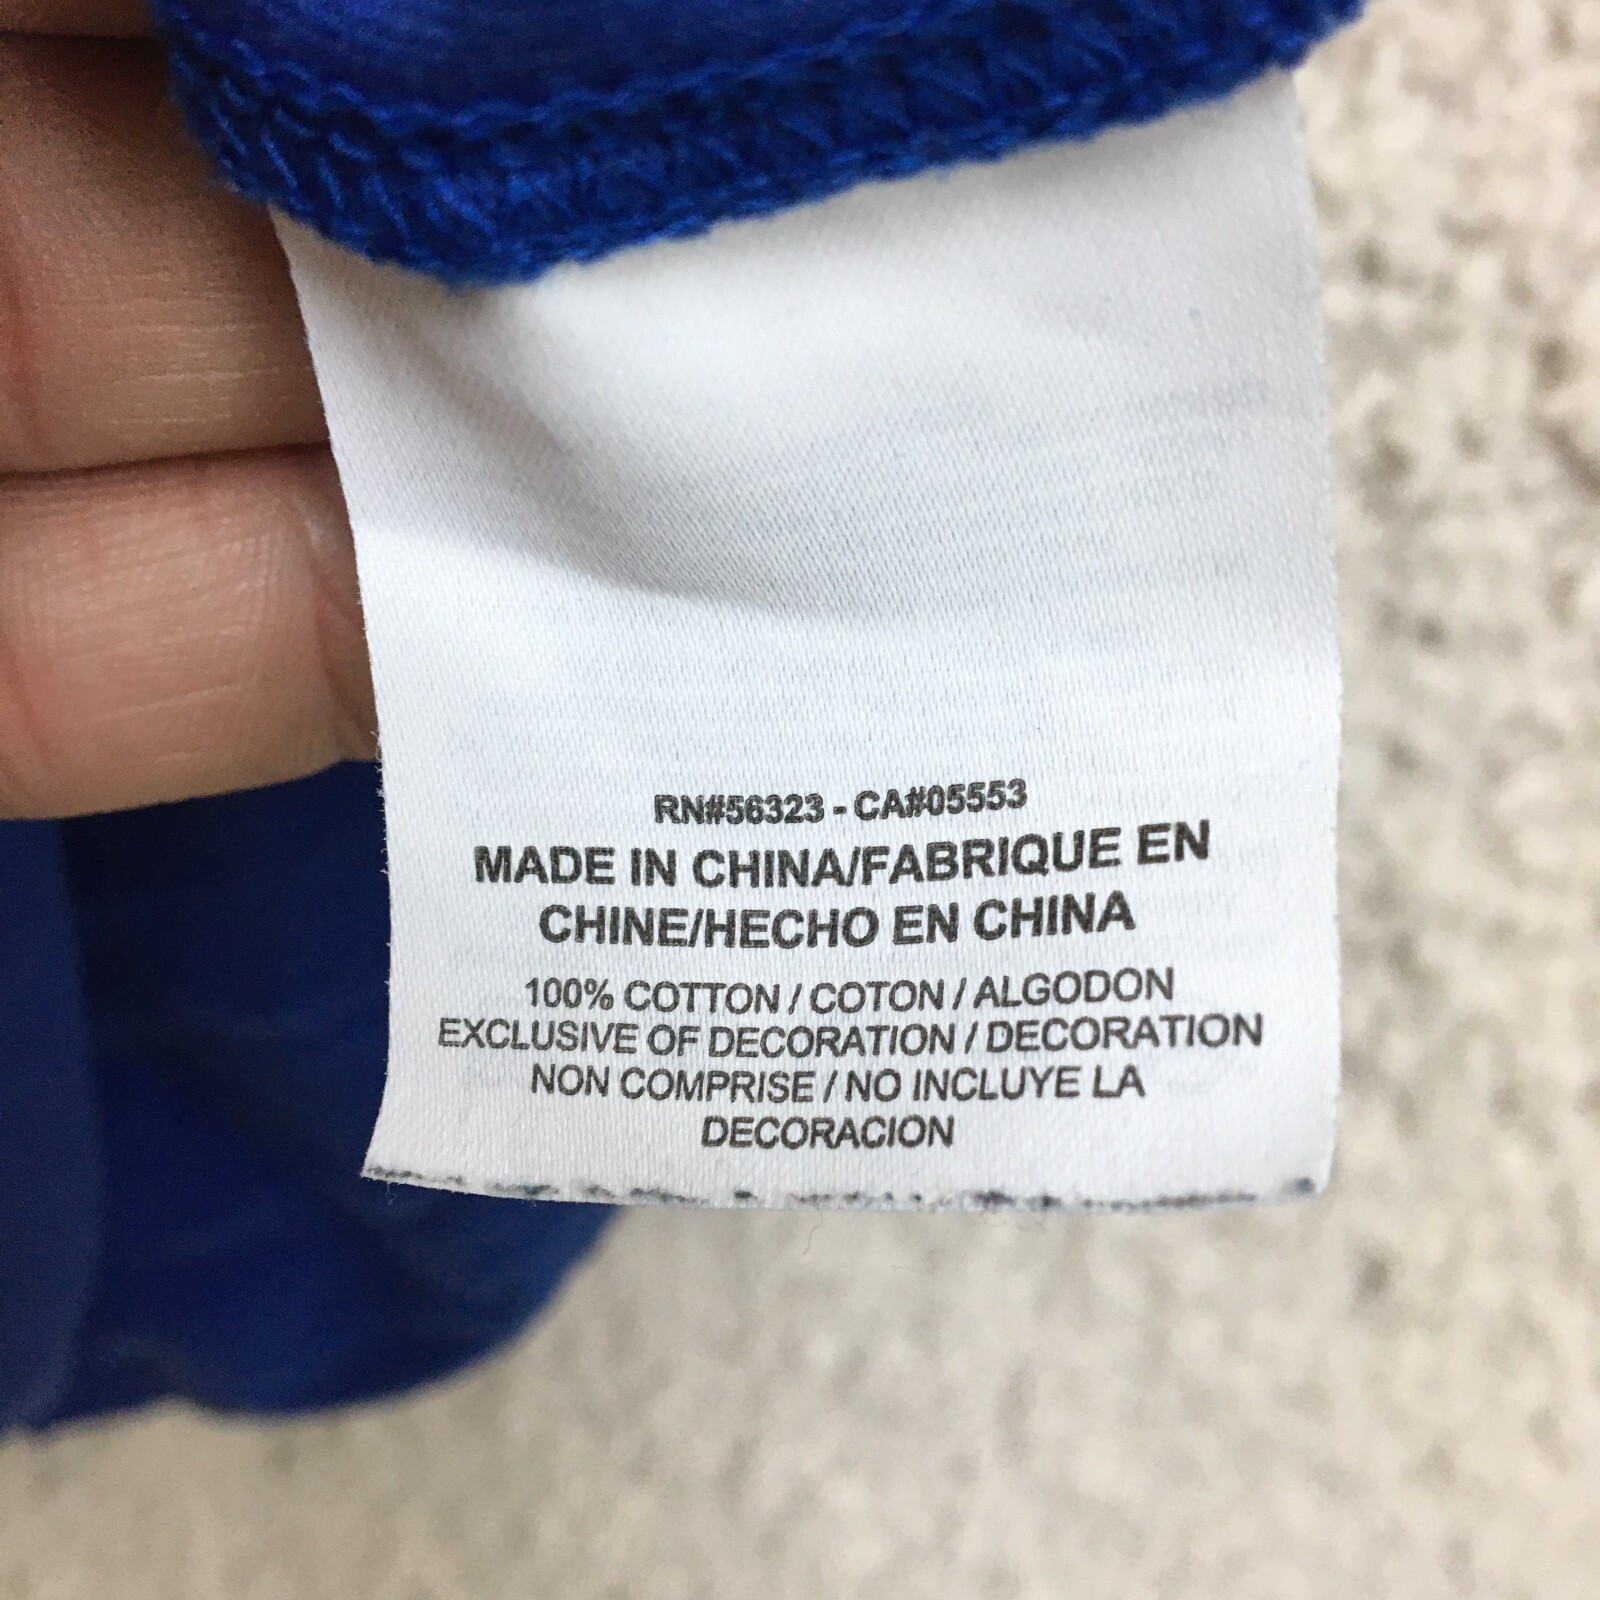 RN#56323 - CA#05553
MADE IN CHINA/FABRIQUE EN
CHINE/HECHO EN CHINA
100% COTTON / COTON / ALGODON
EXCLUSIVE OF DECORATION / DECORATION
NON COMPRISE / NO INCLUYE LA
DECORACION